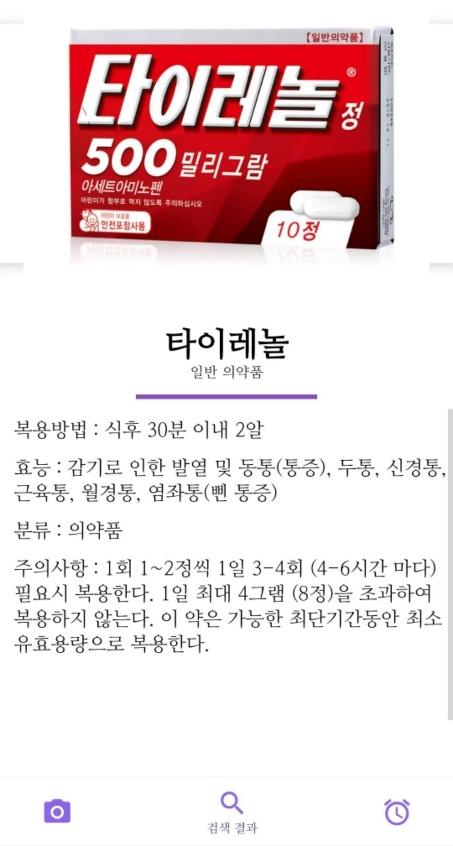 [일반의약품]
타이레놀® 정
500 밀리그람
아세트아미노펜
어린이가 함부로 먹지 않도록 주의하십시오
어린이 보호용
안전포장사용
10정
타이레놀
일반 의약품
복용방법 : 식후 30분 이내 2알
효능 : 감기로 인한 발열 및 동통(통증), 두통, 신경통,
근육통, 월경통, 염좌통(삔 통증)
분류 : 의약품
주의사항 : 1회 1~2정씩 1일 3-4회 (4-6시간 마다)
필요시 복용한다. 1일 최대 4그램 (8정)을 초과하여
복용하지 않는다. 이 약은 가능한 최단기간동안 최소
유효용량으로 복용한다.
검색 결과